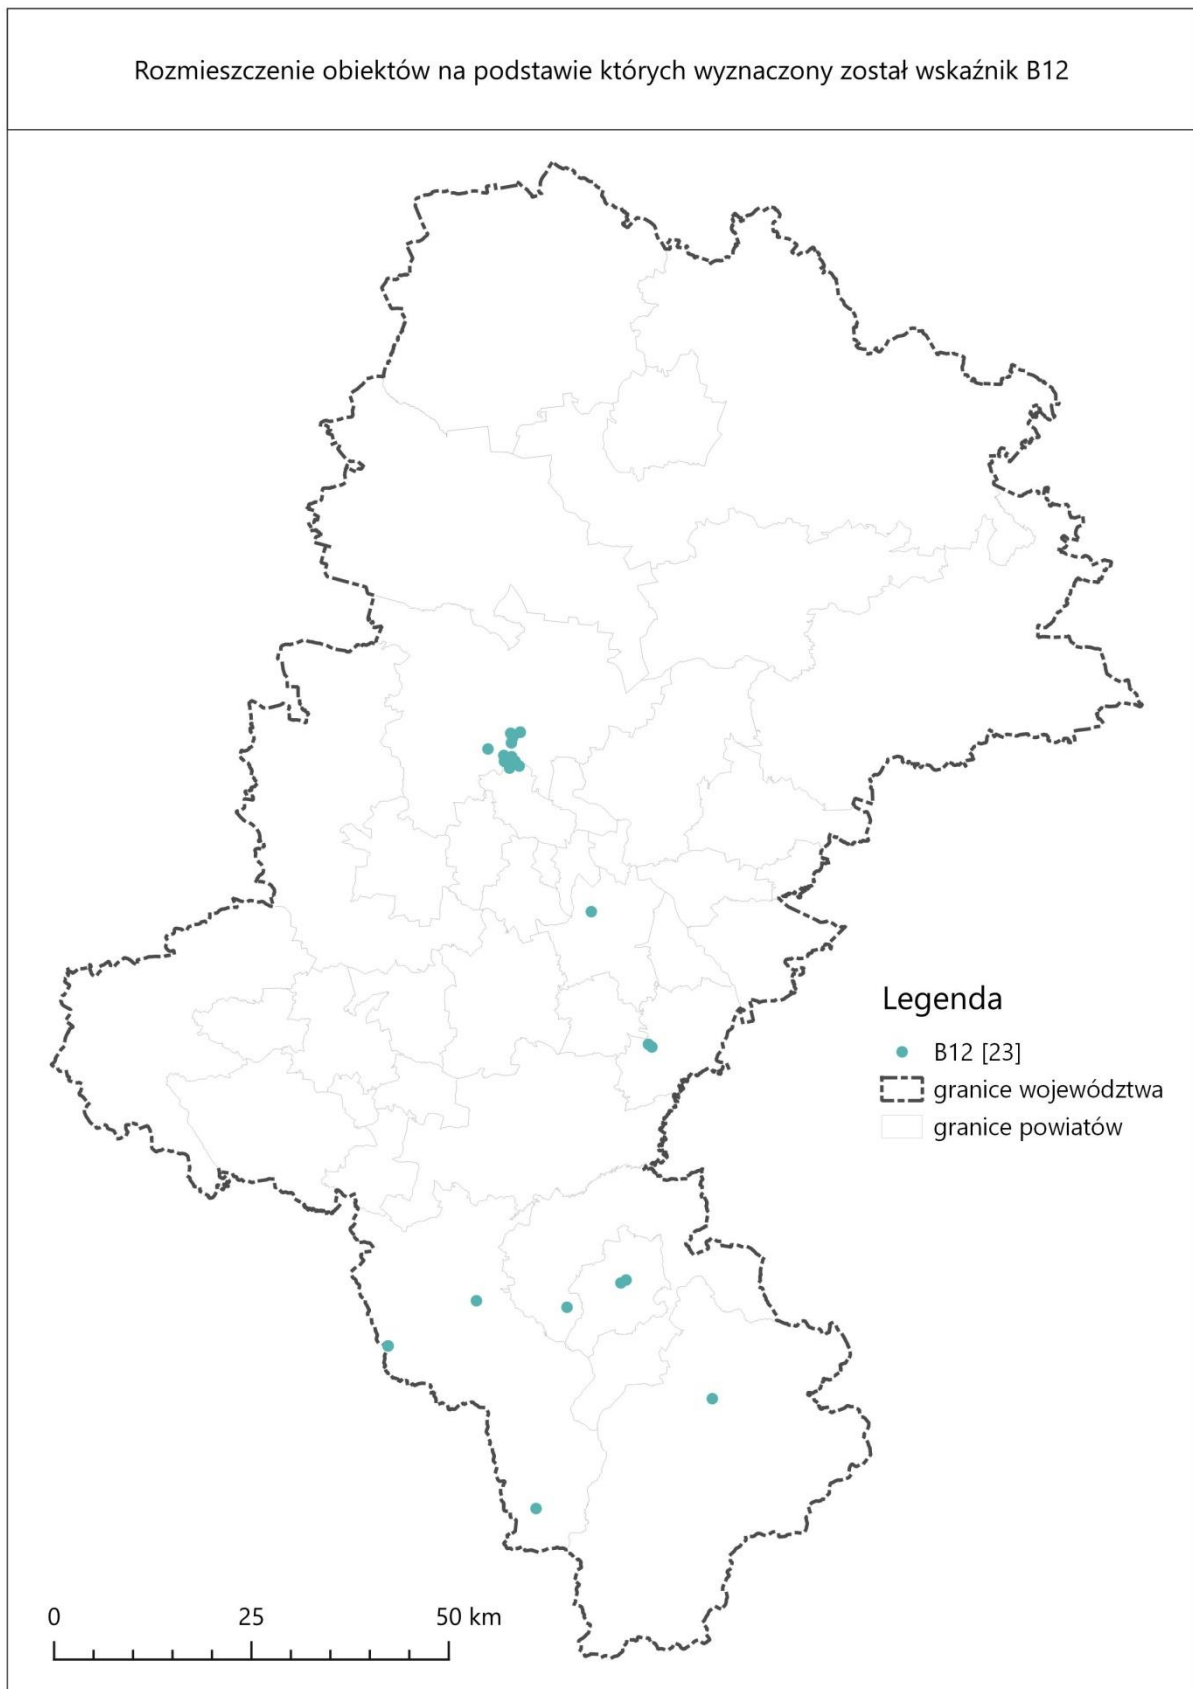 Rozmieszczenie obiektów na podstawie których wyznaczony został wskaźnik B12
Legenda
B12 [23]
granice województwa
granice powiatów
0 25 50 km